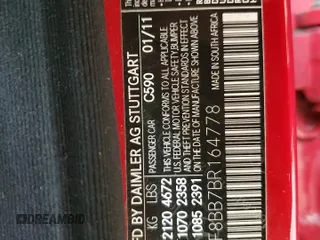 MFD BY DAIMLER AG STUTTGART
PASSENGER CAR C590 01/11
KG LBS THIS VEHICLE CONFORMS TO ALL APPLICABLE
2120 4672 U.S. FEDERAL MOTOR VEHICLE SAFETY, BUMPER
1070 2358 AND THEFT PREVENTION STANDARDS IN EFFECT
1085 2391 ON THE DATE OF MANUFACTURE SHOWN ABOVE
F8BB7BR164778 MADE IN SOUTH AFRICA